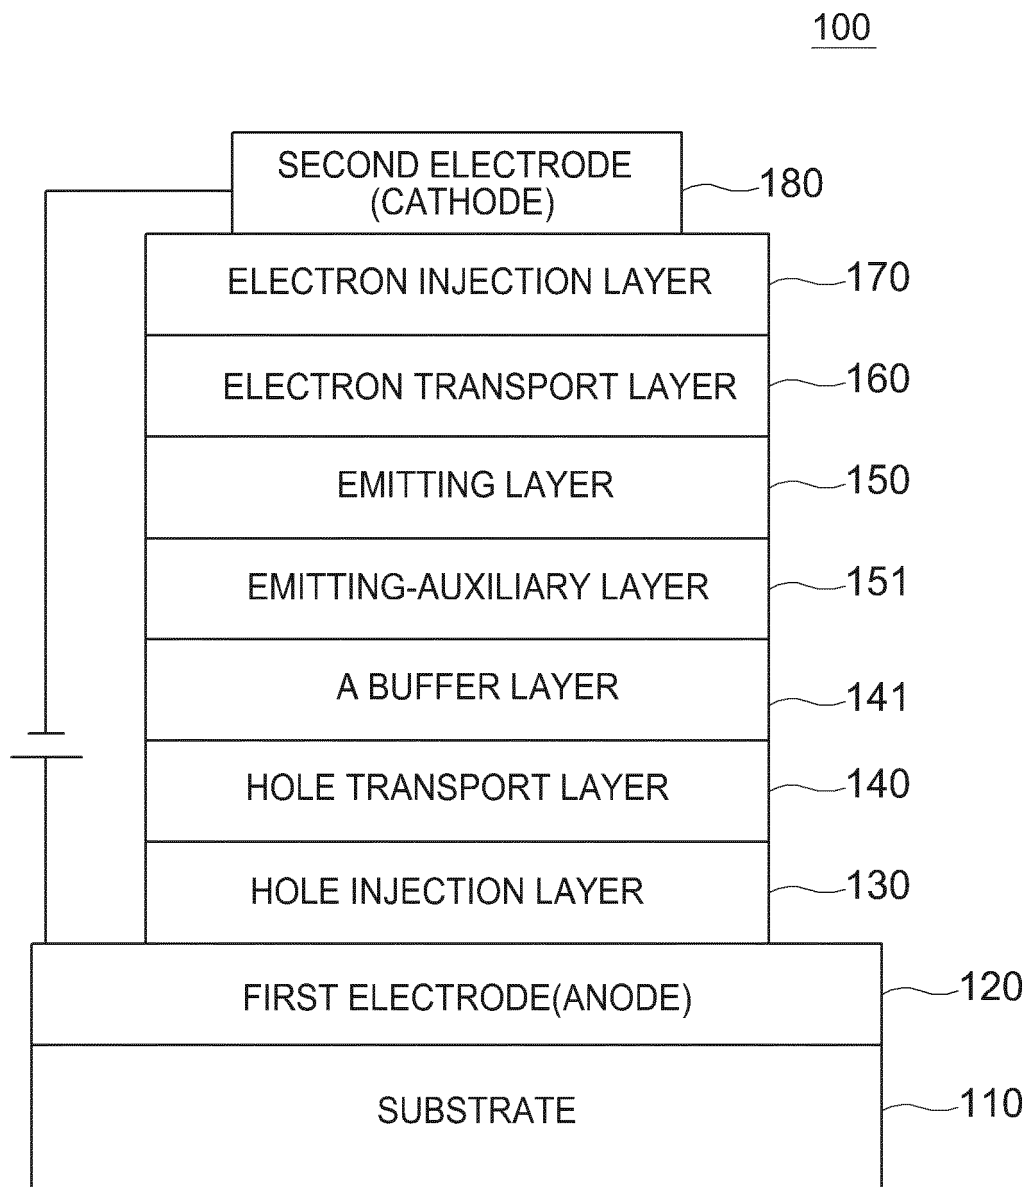 100
SECOND ELECTRODE
(CATHODE)
180
ELECTRON INJECTION LAYER
170
ELECTRON TRANSPORT LAYER
160
EMITTING LAYER
150
EMITTING-AUXILIARY LAYER
151
A BUFFER LAYER
141
HOLE TRANSPORT LAYER
140
HOLE INJECTION LAYER
130
FIRST ELECTRODE(ANODE)
120
SUBSTRATE
110